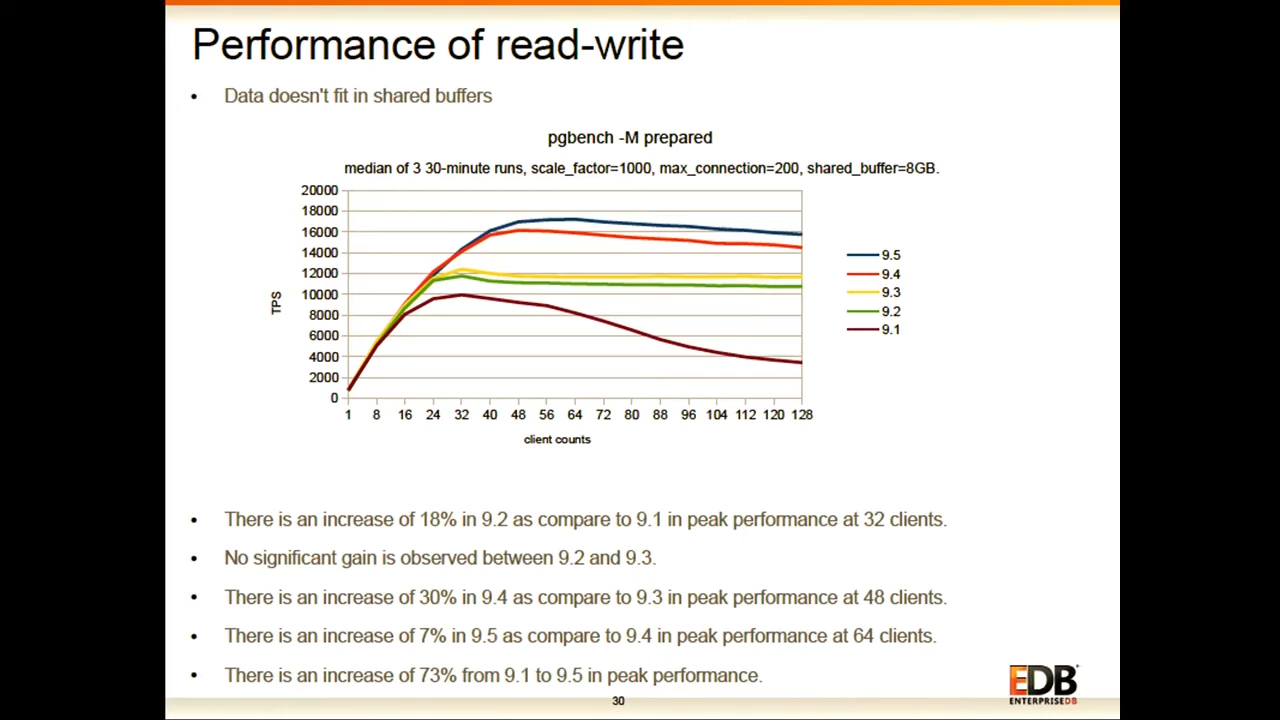 Performance of read-write
• Data doesn't fit in shared buffers
pgbench -M prepared
median of 3 30-minute runs, scale_factor=1000, max_connection=200, shared_buffer=8GB.
20000
18000
16000
14000
12000
10000
8000
6000
4000
2000
0
TPS
1 8 16 24 32 40 48 56 64 72 80 88 96 104 112 120 128
client counts
9.5
9.4
9.3
9.2
9.1
• There is an increase of 18% in 9.2 as compare to 9.1 in peak performance at 32 clients.
• No significant gain is observed between 9.2 and 9.3.
• There is an increase of 30% in 9.4 as compare to 9.3 in peak performance at 48 clients.
• There is an increase of 7% in 9.5 as compare to 9.4 in peak performance at 64 clients.
• There is an increase of 73% from 9.1 to 9.5 in peak performance.
EDB
ENTERPRISEDB
30